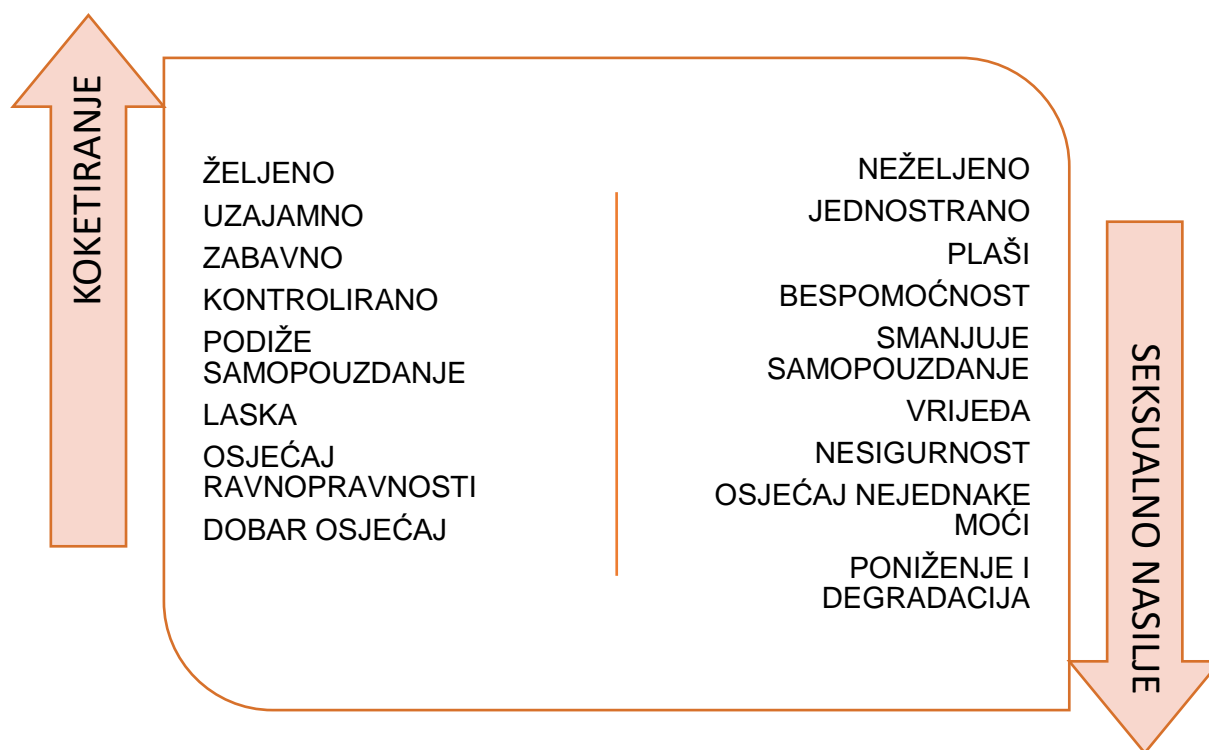 KOKETIRANJE
ŽELJENO
UZAJAMNO
ZABAVNO
KONTROLIRANO
PODIŽE
SAMOPOUZDANJE
LASKA
OSJEĆAJ
RAVNOPRAVNOSTI
DOBAR OSJEĆAJ
NEŽELJENO
JEDNOSTRANO
PLAŠI
BESPOMOĆNOST
SMANJUJE
SAMOPOUZDANJE
VRIJEĐA
NESIGURNOST
OSJEĆAJ NEJEDNAKE
MOĆI
PONIŽENJE I
DEGRADACIJA
SEKSUALNO NASILJE